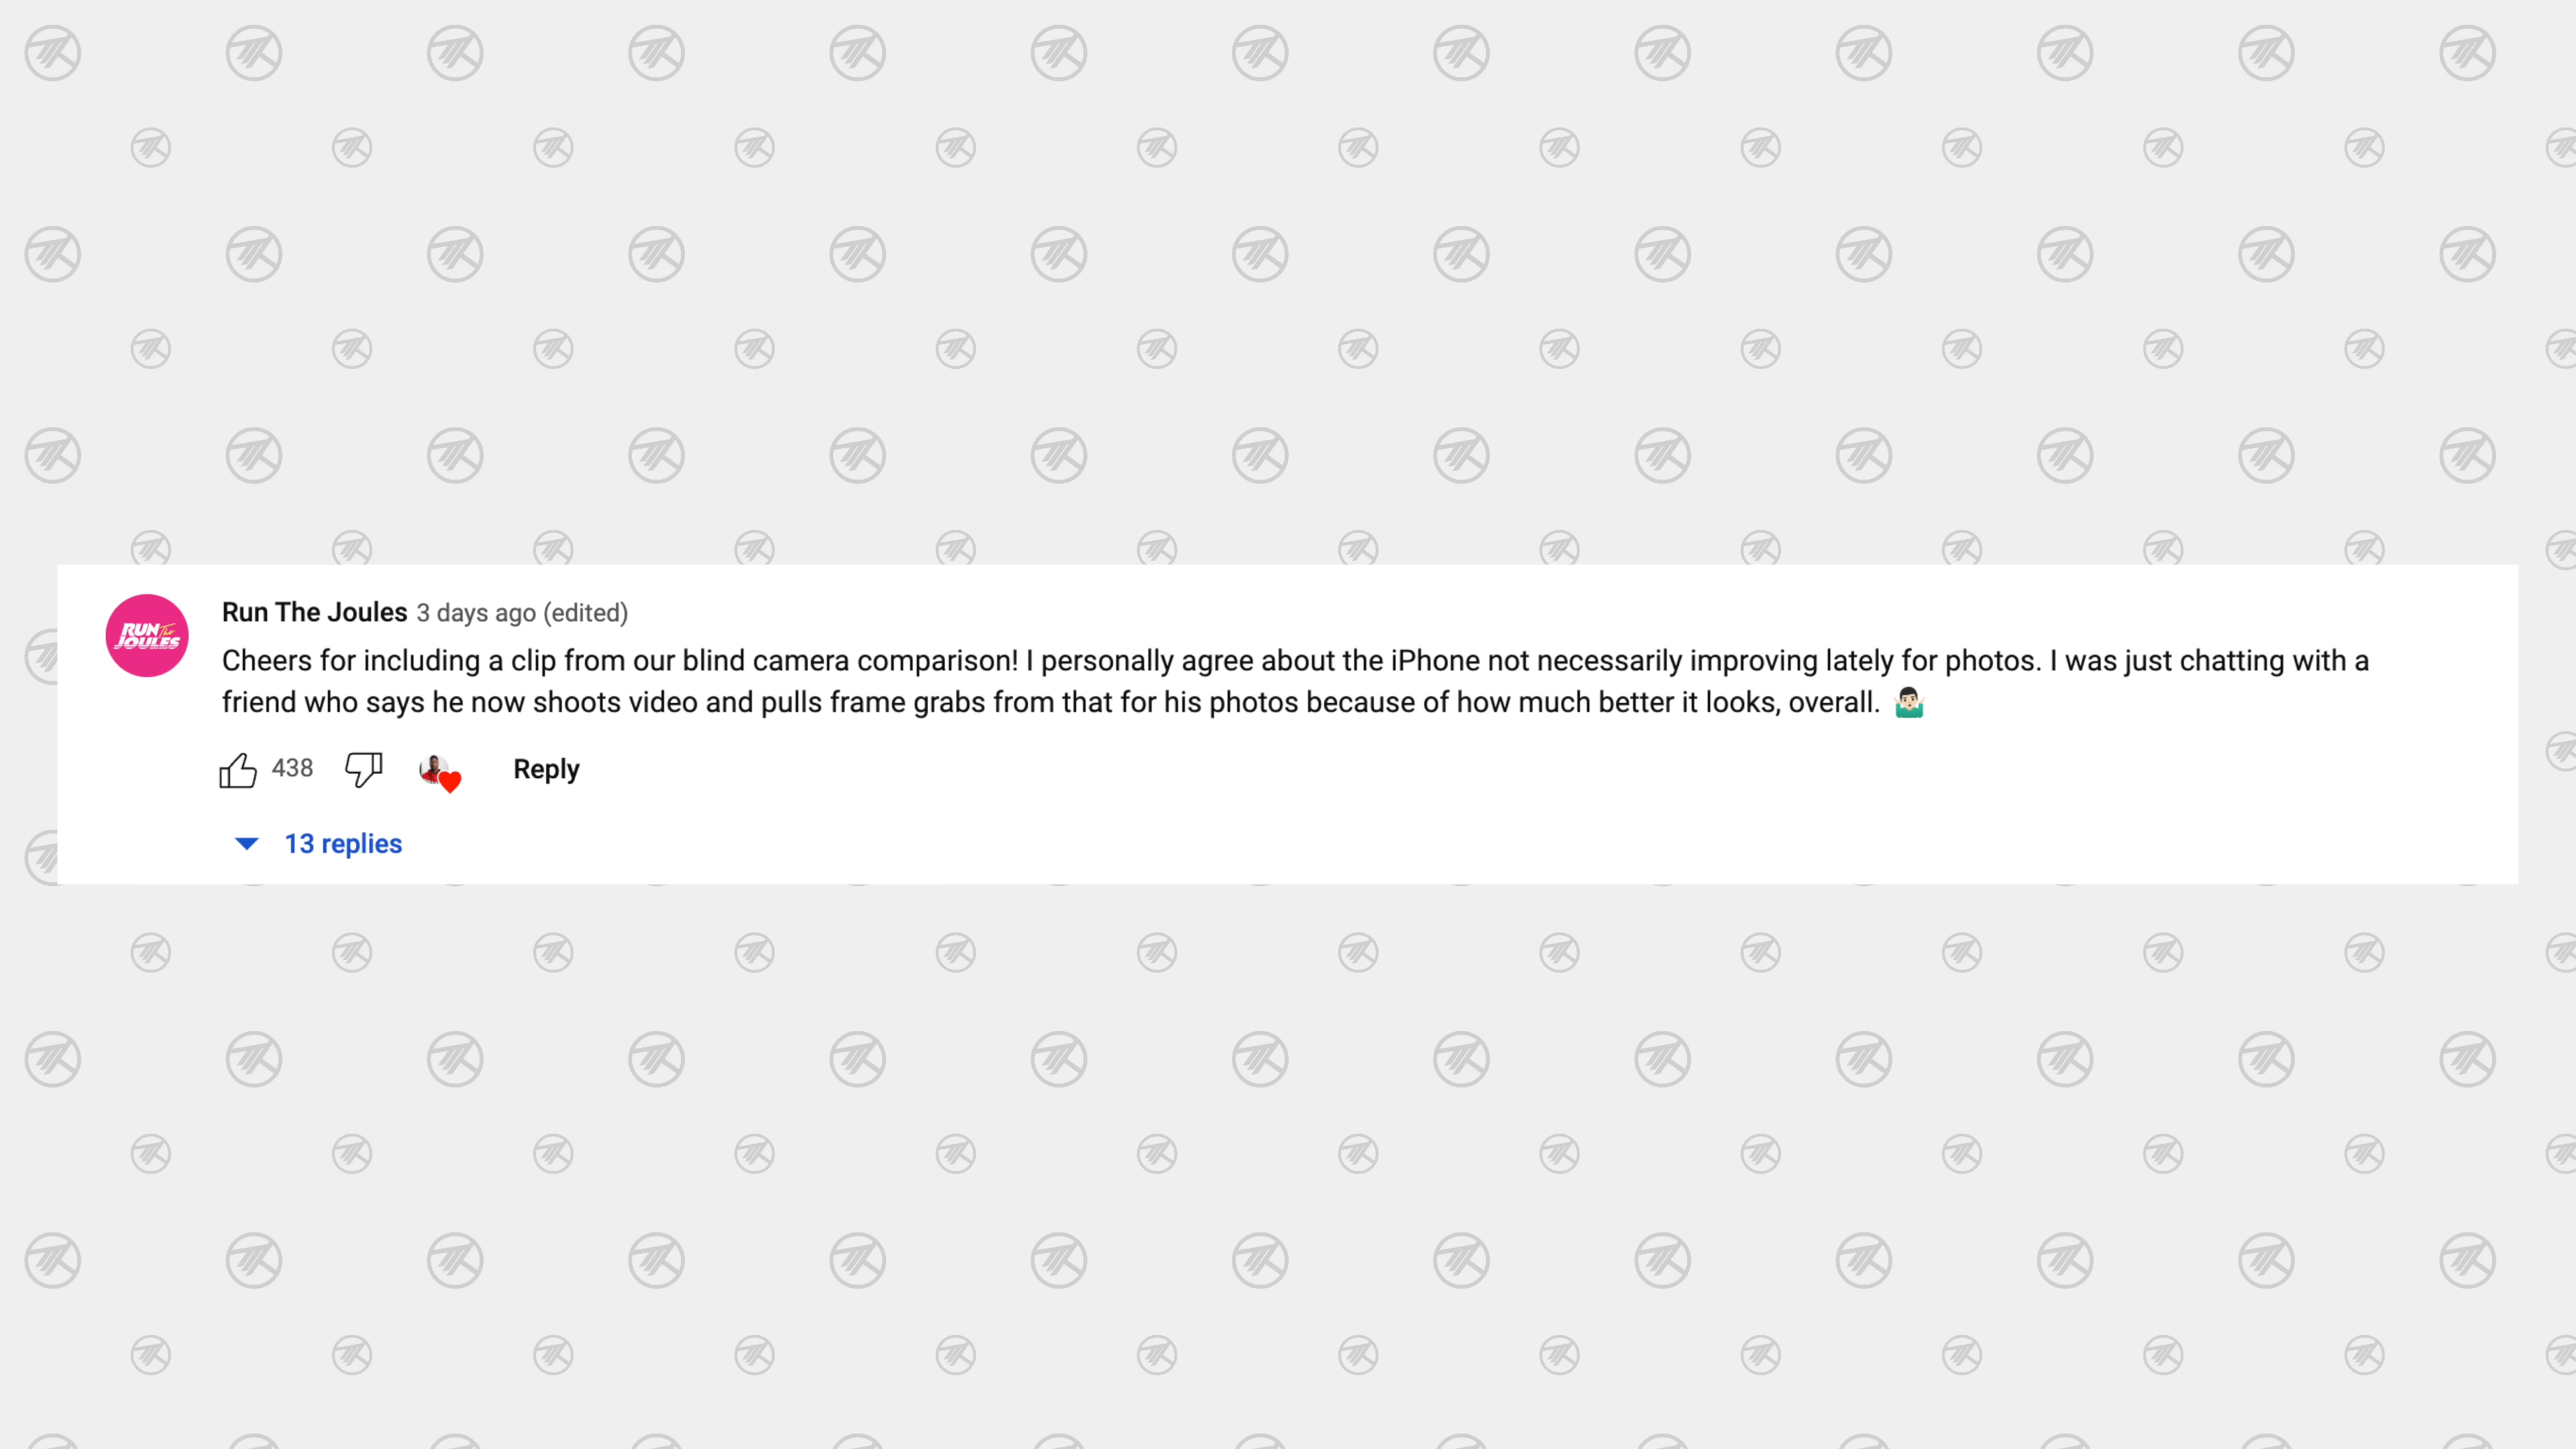 RUN The
JOULES
Run The Joules 3 days ago (edited)
Cheers for including a clip from our blind camera comparison! I personally agree about the iPhone not necessarily improving lately for photos. I was just chatting with a
friend who says he now shoots video and pulls frame grabs from that for his photos because of how much better it looks, overall. 🤷🏻‍♂️
438 Reply
13 replies